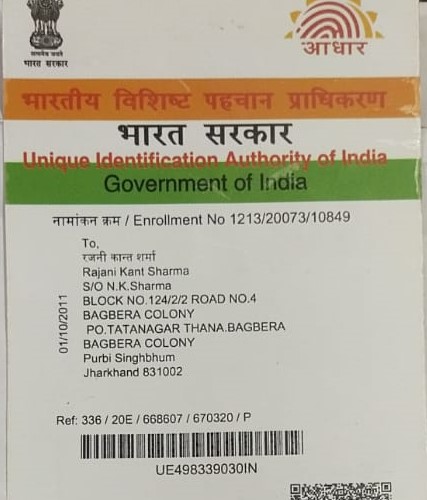 सत्यमेव जयते
भारत सरकार
आधार
भारतीय विशिष्ट पहचान प्राधिकरण
भारत सरकार
Unique Identification Authority of India
Government of India
नामांकन क्रम / Enrollment No 1213/20073/10849
To,
रजनी कान्त शर्मा
Rajani Kant Sharma
S/O N.K.Sharma
BLOCK NO.124/2/2 ROAD NO.4
BAGBERA COLONY
PO.TATANAGAR THANA.BAGBERA
BAGBERA COLONY
Purbi Singhbhum
Jharkhand 831002
01/10/2011
Ref: 336 / 20E / 668607 / 670320 / P
UE498339030IN